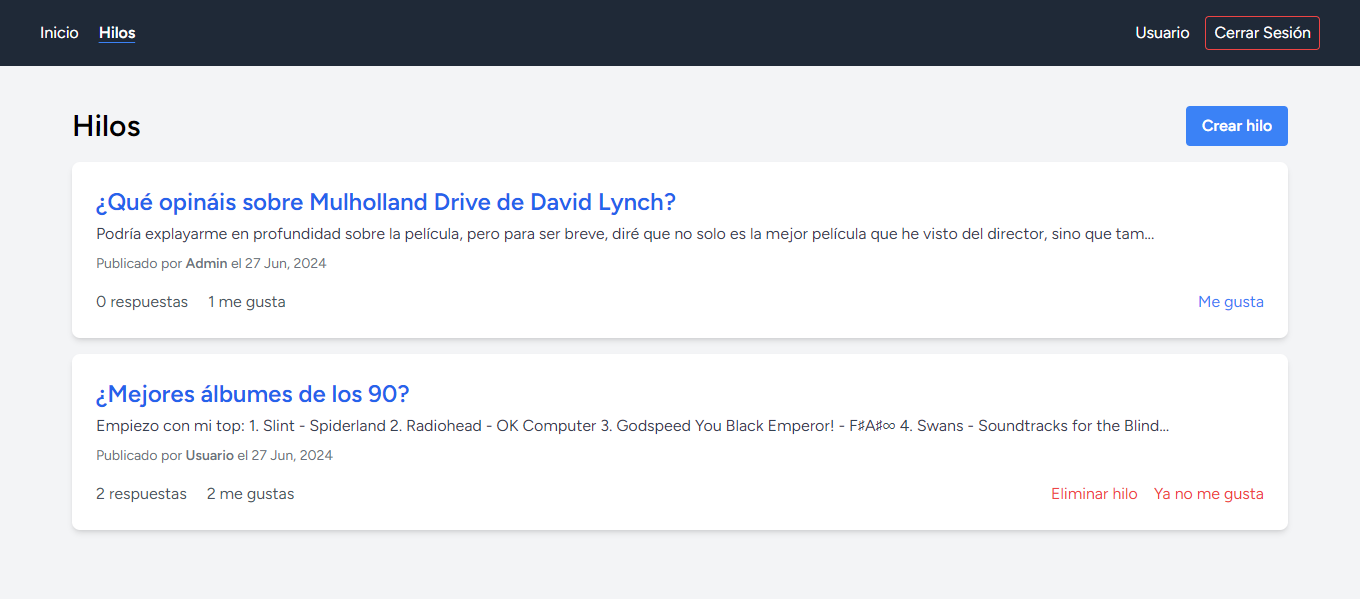 Inicio Hilos Usuario Cerrar Sesión
Hilos Crear hilo
¿Qué opináis sobre Mulholland Drive de David Lynch?
Podría explayarme en profundidad sobre la película, pero para ser breve, diré que no solo es la mejor película que he visto del director, sino que tam...
Publicado por Admin el 27 Jun, 2024
0 respuestas 1 me gusta Me gusta
¿Mejores álbumes de los 90?
Empiezo con mi top: 1. Slint - Spiderland 2. Radiohead - OK Computer 3. Godspeed You Black Emperor! - F♯A♯∞ 4. Swans - Soundtracks for the Blind...
Publicado por Usuario el 27 Jun, 2024
2 respuestas 2 me gustas Eliminar hilo Ya no me gusta